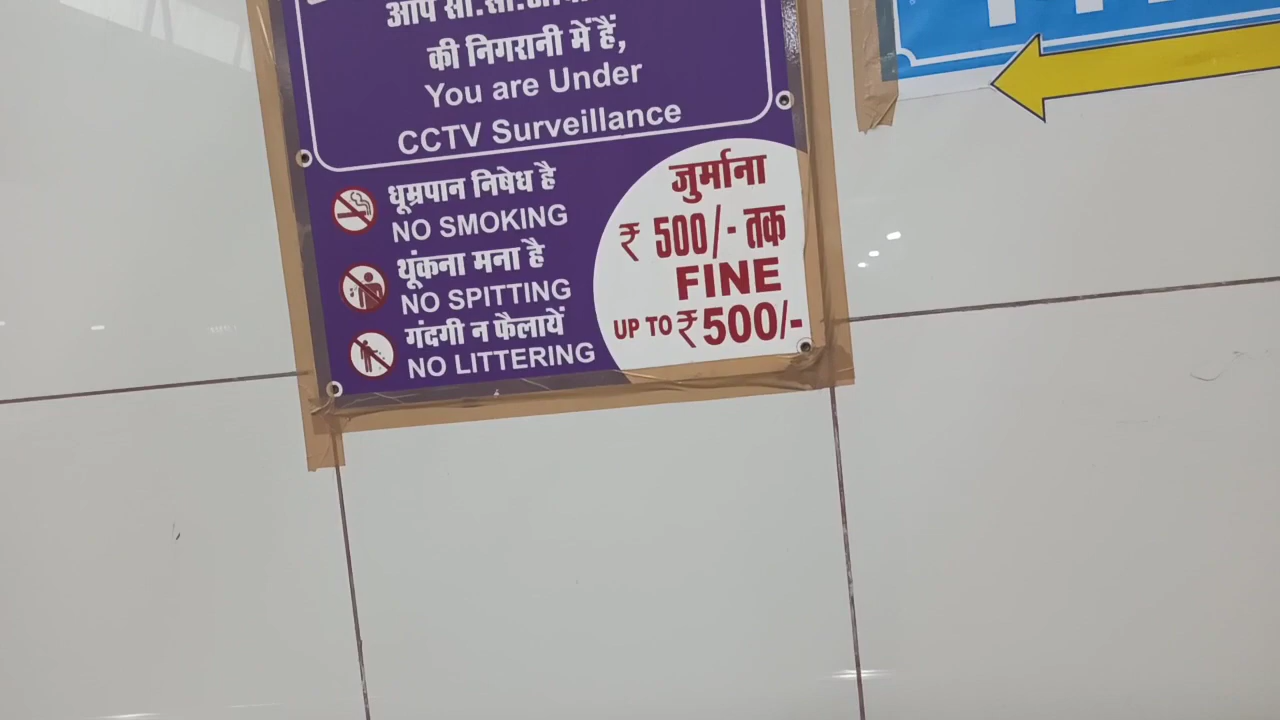 आप सी.सी.
की निगरानी में हैं,
You are Under
CCTV Surveillance
धूम्रपान निषेध है
NO SMOKING
थूंकना मना है
NO SPITTING
गंदगी न फैलायें
NO LITTERING
जुर्माना
₹ 500/- तक
FINE
UP TO ₹500/-